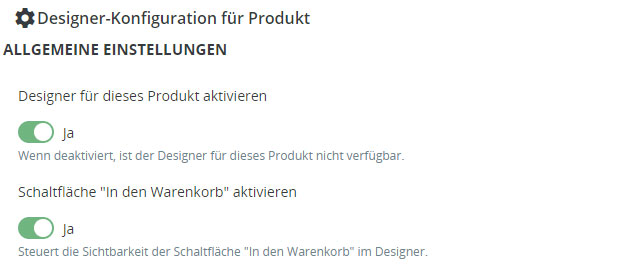 Designer-Konfiguration für Produkt
ALLGEMEINE EINSTELLUNGEN
Designer für dieses Produkt aktivieren
Ja
Wenn deaktiviert, ist der Designer für dieses Produkt nicht verfügbar.
Schaltfläche "In den Warenkorb" aktivieren
Ja
Steuert die Sichtbarkeit der Schaltfläche "In den Warenkorb" im Designer.